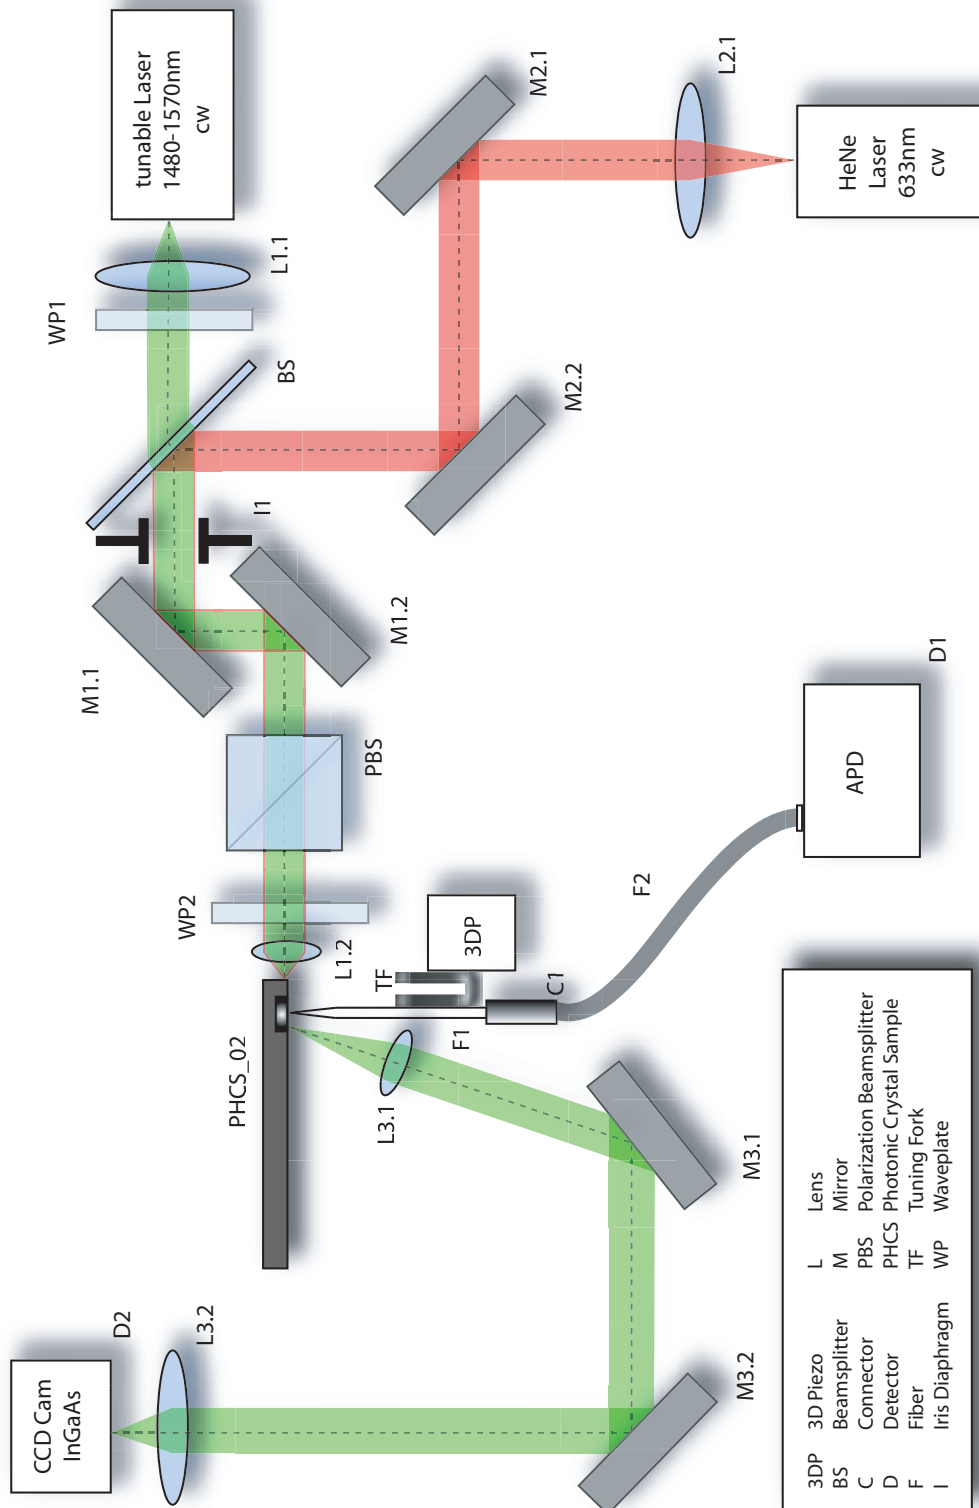 tunable Laser
1480-1570nm
cw
L1.1
WP1
BS
I1
M1.1
M1.2
PBS
WP2
L1.2
M2.1
L2.1
HeNe
Laser
633nm
cw
M2.2
PHCS_02
TF
3DP
F1
C1
F2
APD
D1
L3.1
M3.1
M3.2
L3.2
D2
CCD Cam
InGaAs
3DP 3D Piezo
BS Beamsplitter
C Connector
D Detector
F Fiber
I Iris Diaphragm
L Lens
M Mirror
PBS Polarization Beamsplitter
PHCS Photonic Crystal Sample
TF Tuning Fork
WP Waveplate